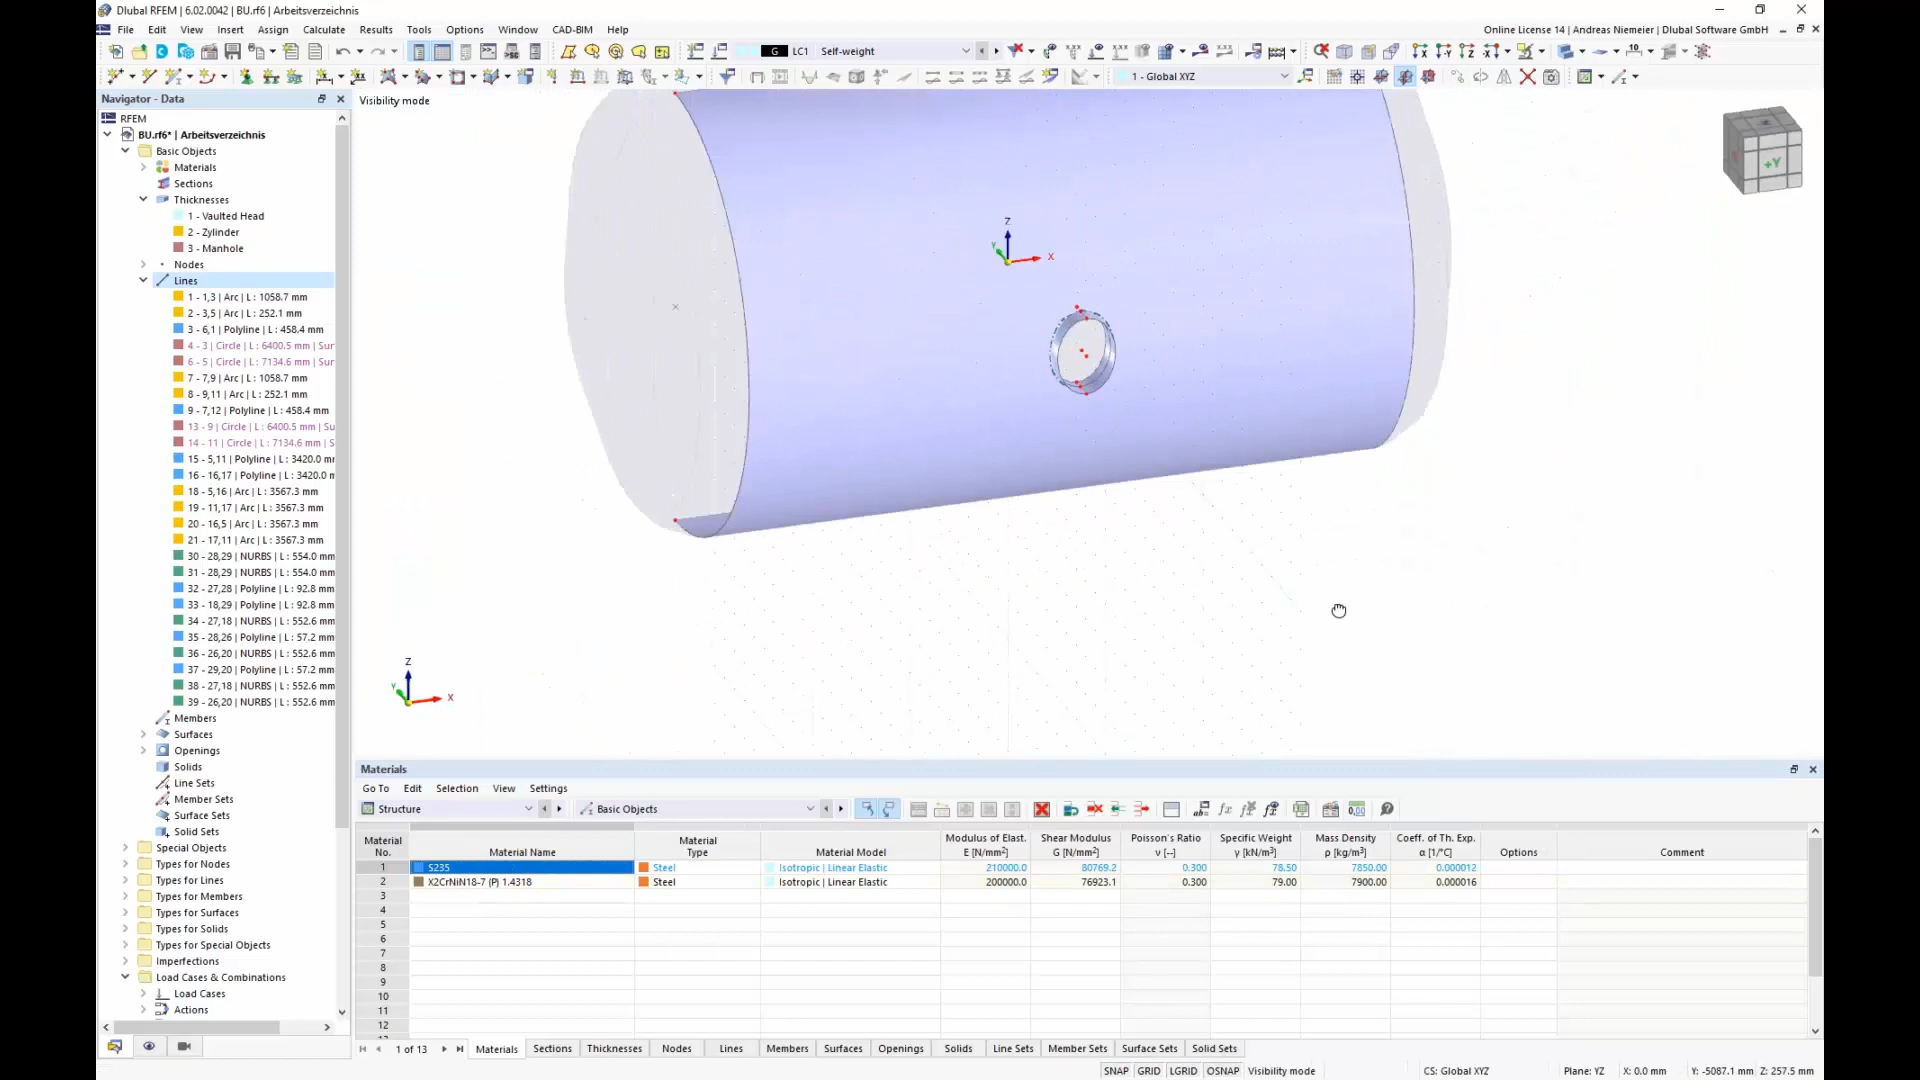 Dlubal RFEM | 6.02.0042 | BU.rf6 | Arbeitsverzeichnis
File Edit View Insert Assign Calculate Results Tools Options Window CAD-BIM Help
Online License 14 | Andreas Niemeier | Dlubal Software GmbH
G LC1 Self-weight
1 - Global XYZ
Navigator - Data
Visibility mode
RFEM
BU.rf6* | Arbeitsverzeichnis
Basic Objects
Materials
Sections
Thicknesses
1 - Vaulted Head
2 - Zylinder
3 - Manhole
Nodes
Lines
1 - 1,3 | Arc | L : 1058.7 mm
2 - 3,5 | Arc | L : 252.1 mm
3 - 6,1 | Polyline | L : 458.4 mm
4 - 3 | Circle | L : 6400.5 mm | Sur
6 - 5 | Circle | L : 7134.6 mm | Sur
7 - 7,9 | Arc | L : 1058.7 mm
8 - 9,11 | Arc | L : 252.1 mm
9 - 7,12 | Polyline | L : 458.4 mm
13 - 9 | Circle | L : 6400.5 mm | Su
14 - 11 | Circle | L : 7134.6 mm | S
15 - 5,11 | Polyline | L : 3420.0 m
16 - 16,17 | Polyline | L : 3420.0 n
18 - 5,16 | Arc | L : 3567.3 mm
19 - 11,17 | Arc | L : 3567.3 mm
20 - 16,5 | Arc | L : 3567.3 mm
21 - 17,11 | Arc | L : 3567.3 mm
30 - 28,29 | NURBS | L : 554.0 mm
31 - 28,29 | NURBS | L : 554.0 mm
32 - 27,28 | Polyline | L : 92.8 mm
33 - 18,29 | Polyline | L : 92.8 mm
34 - 27,18 | NURBS | L : 552.6 mm
35 - 28,26 | Polyline | L : 57.2 mm
36 - 26,20 | NURBS | L : 552.6 mm
37 - 29,20 | Polyline | L : 57.2 mm
38 - 27,18 | NURBS | L : 552.6 mm
39 - 26,20 | NURBS | L : 552.6 mm
Members
Surfaces
Openings
Solids
Line Sets
Member Sets
Surface Sets
Solid Sets
Special Objects
Types for Nodes
Types for Lines
Types for Members
Types for Surfaces
Types for Solids
Types for Special Objects
Imperfections
Load Cases & Combinations
Load Cases
Actions
+Y
Z
Y
X
Z
Y
X
Materials
Go To Edit Selection View Settings
Structure Basic Objects
Material No. Material Name Material Type Material Model Modulus of Elast. E [N/mm²] Shear Modulus G [N/mm²] Poisson's Ratio ν [--] Specific Weight γ [kN/m³] Mass Density ρ [kg/m³] Coeff. of Th. Exp. α [1/°C] Options Comment
1 S235 Steel Isotropic | Linear Elastic 210000.0 80769.2 0.300 78.50 7850.00 0.000012
2 X2CrNiN18-7 (P) 1.4318 Steel Isotropic | Linear Elastic 200000.0 76923.1 0.300 79.00 7900.00 0.000016
3
4
5
6
7
8
9
10
11
12
1 of 13 Materials Sections Thicknesses Nodes Lines Members Surfaces Openings Solids Line Sets Member Sets Surface Sets Solid Sets
SNAP GRID LGRID OSNAP Visibility mode CS: Global XYZ Plane: YZ X: 0.0 mm Y: -5087.1 mm Z: 257.5 mm